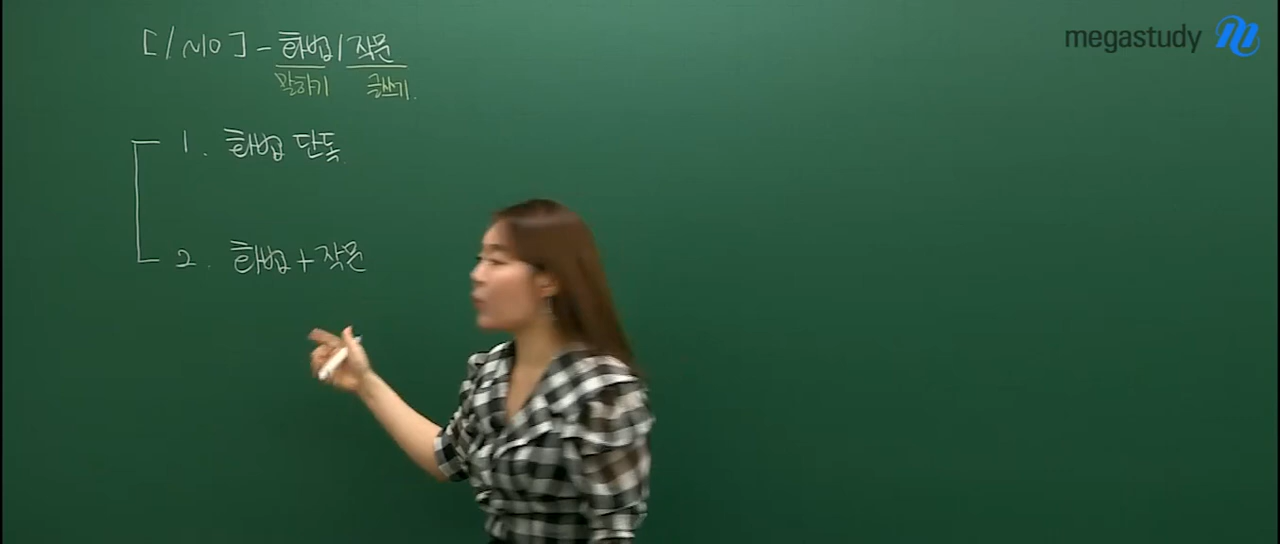 megastudy
[1~10] - 화법/작문
말하기 글쓰기.
1. 화법 단독.
2. 화법+작문